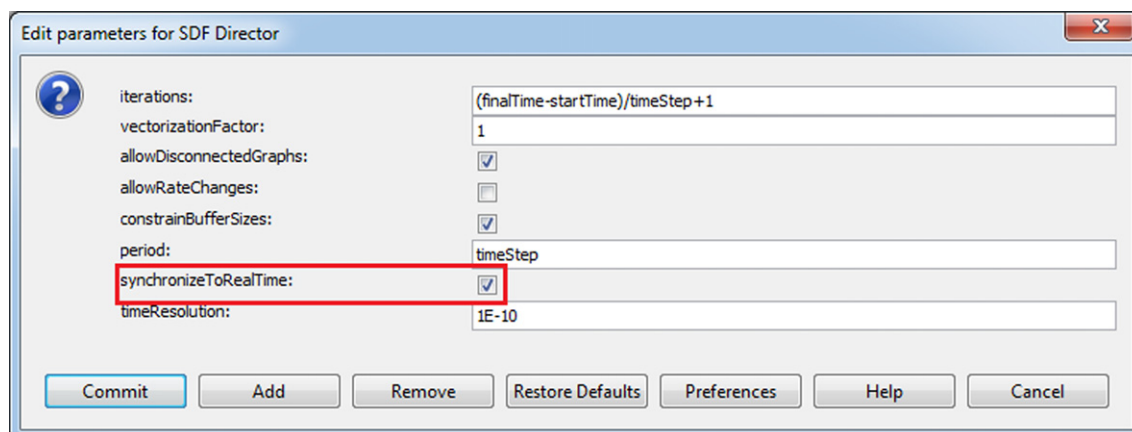 Edit parameters for SDF Director
iterations: (finalTime-startTime)/timeStep+1
vectorizationFactor: 1
allowDisconnectedGraphs:
allowRateChanges:
constrainBufferSizes:
period: timeStep
synchronizeToRealTime:
timeResolution: 1E-10
Commit Add Remove Restore Defaults Preferences Help Cancel